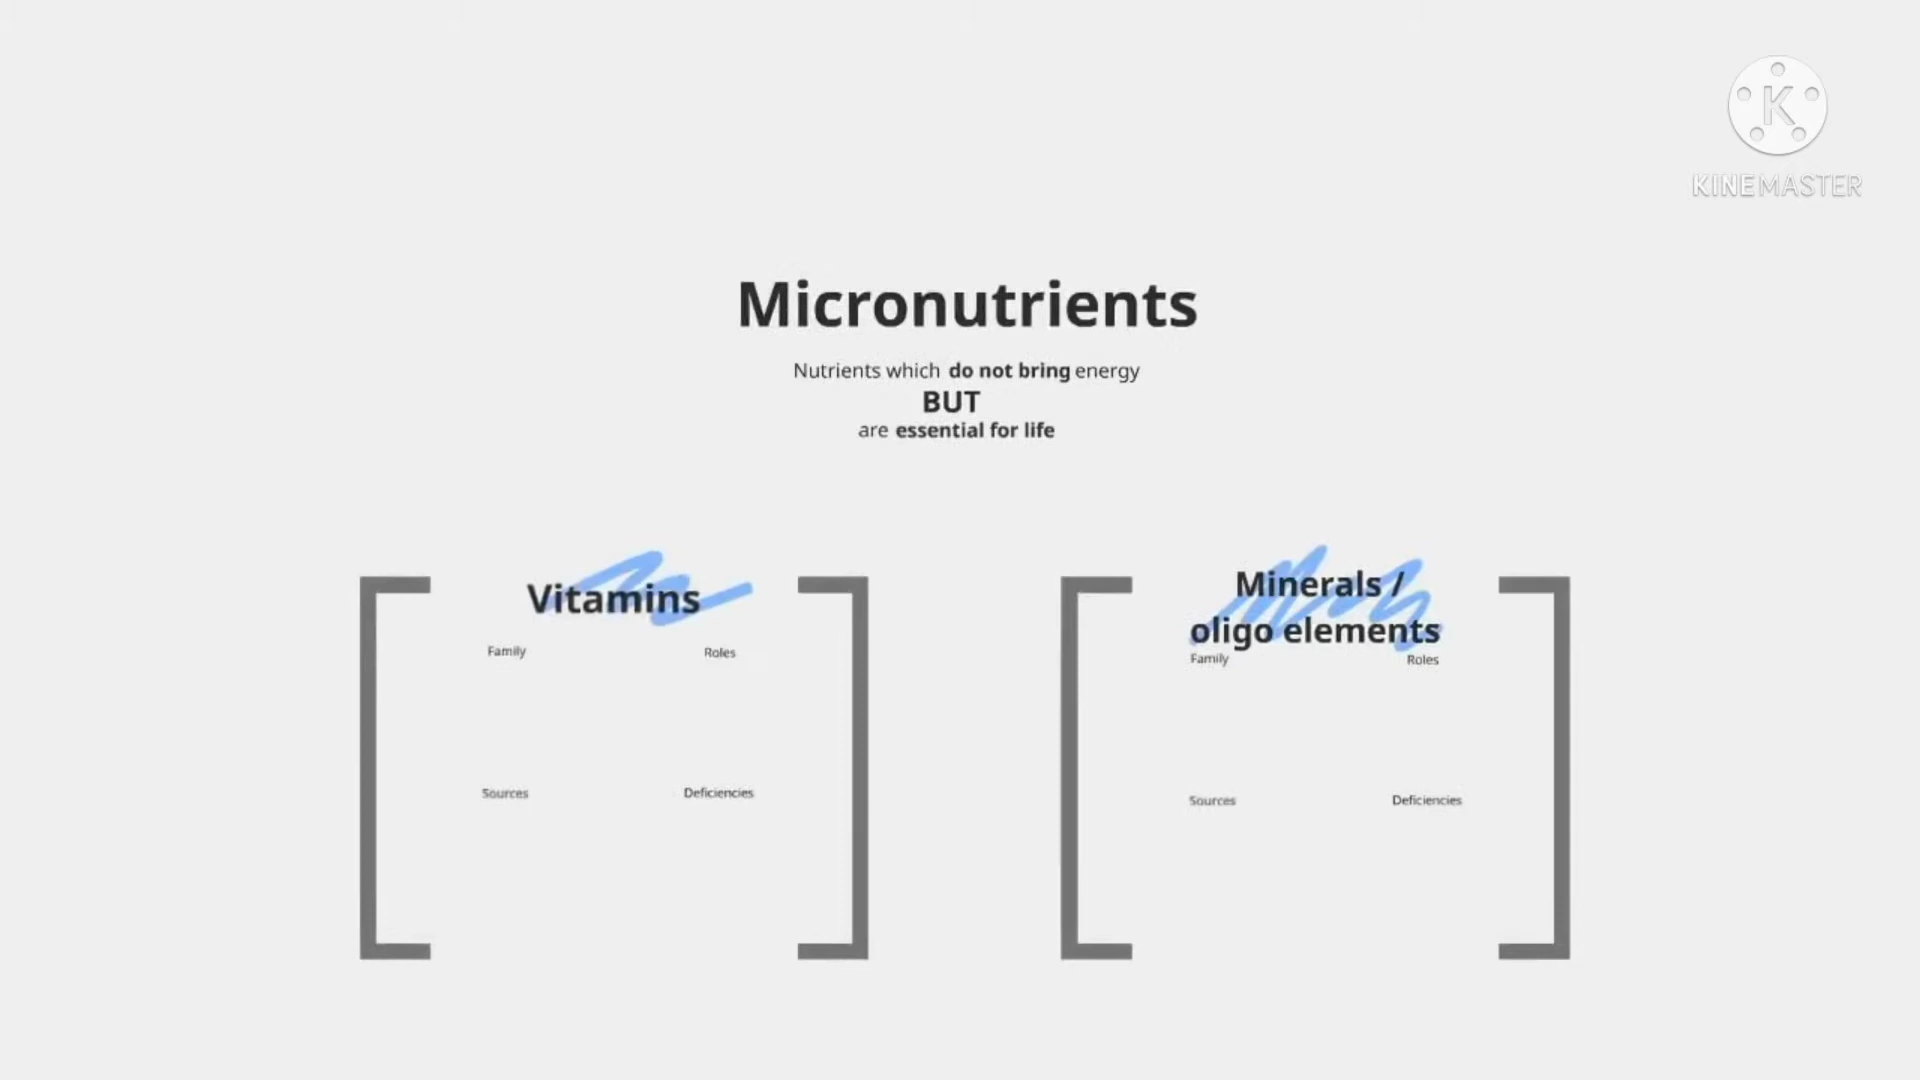 K
KINEMASTER
Micronutrients
Nutrients which do not bring energy
BUT
are essential for life
Vitamins
Family
Roles
Sources
Deficiencies
Minerals /
oligo elements
Family
Roles
Sources
Deficiencies